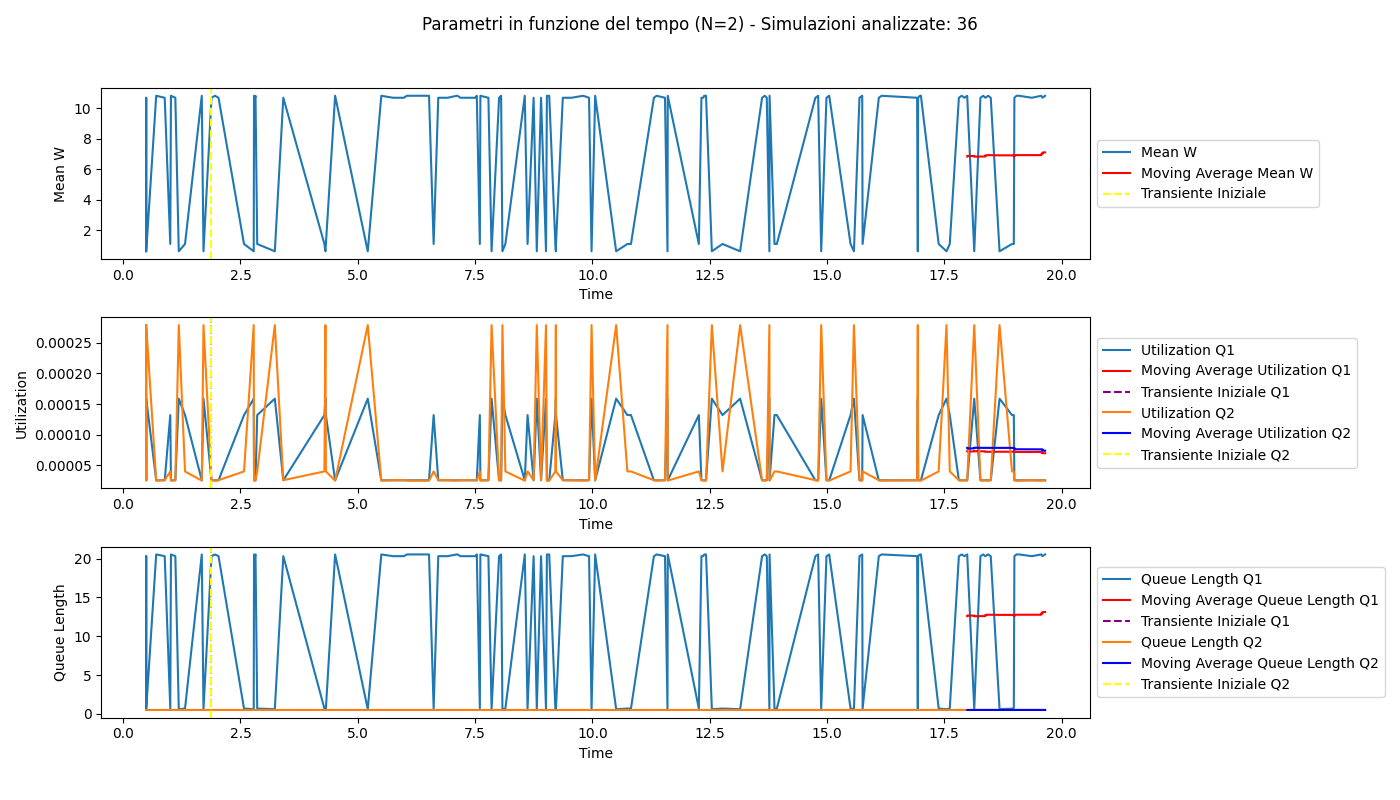 Parametri in funzione del tempo (N=2) - Simulazioni analizzate: 36
Mean W
10
8
6
4
2
0.0 2.5 5.0 7.5 10.0 12.5 15.0 17.5 20.0
Time
Mean W
Moving Average Mean W
Transiente Iniziale
Utilization
0.00025
0.00020
0.00015
0.00010
0.00005
0.0 2.5 5.0 7.5 10.0 12.5 15.0 17.5 20.0
Time
Utilization Q1
Moving Average Utilization Q1
Transiente Iniziale Q1
Utilization Q2
Moving Average Utilization Q2
Transiente Iniziale Q2
Queue Length
20
15
10
5
0
0.0 2.5 5.0 7.5 10.0 12.5 15.0 17.5 20.0
Time
Queue Length Q1
Moving Average Queue Length Q1
Transiente Iniziale Q1
Queue Length Q2
Moving Average Queue Length Q2
Transiente Iniziale Q2